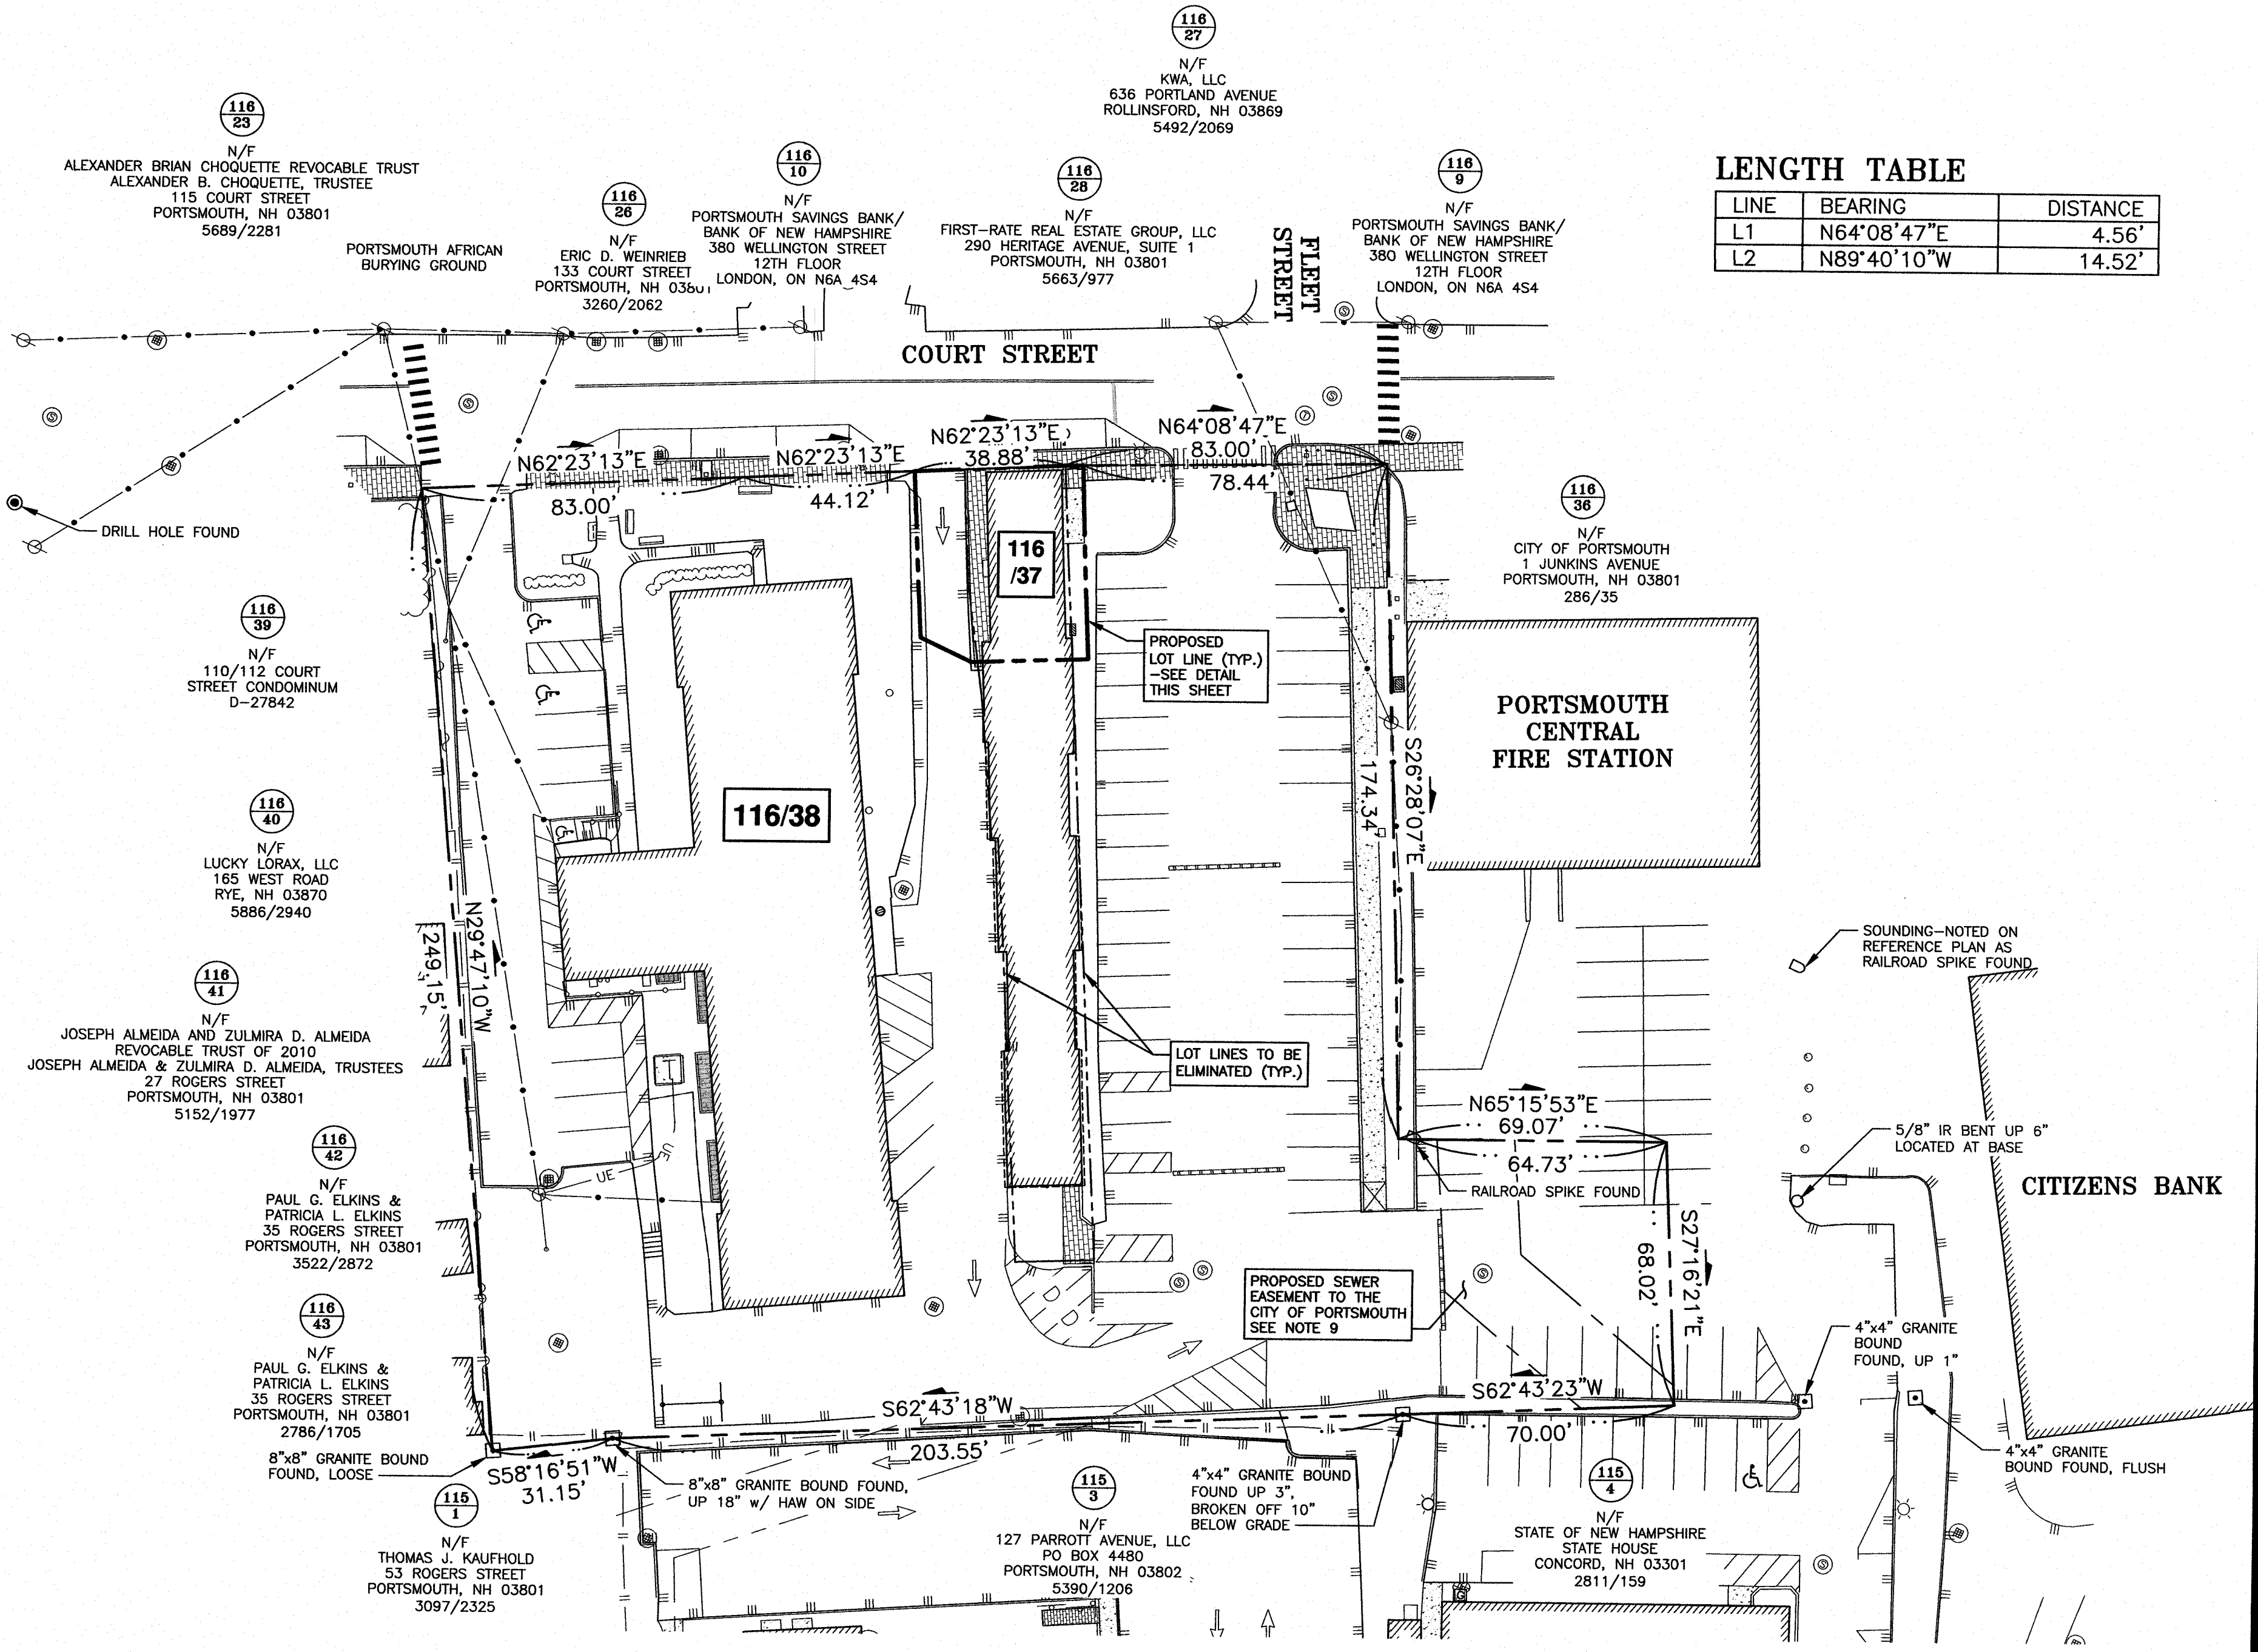 116
27
N/F
KWA, LLC
636 PORTLAND AVENUE
ROLLINSFORD, NH 03869
5492/2069
116
23
N/F
ALEXANDER BRIAN CHOQUETTE REVOCABLE TRUST
ALEXANDER B. CHOQUETTE, TRUSTEE
115 COURT STREET
PORTSMOUTH, NH 03801
5689/2281
PORTSMOUTH AFRICAN
BURYING GROUND
116
26
N/F
ERIC D. WEINRIEB
133 COURT STREET
PORTSMOUTH, NH 03801
3260/2062
116
10
N/F
PORTSMOUTH SAVINGS BANK/
BANK OF NEW HAMPSHIRE
380 WELLINGTON STREET
12TH FLOOR
LONDON, ON N6A 4S4
116
28
N/F
FIRST-RATE REAL ESTATE GROUP, LLC
290 HERITAGE AVENUE, SUITE 1
PORTSMOUTH, NH 03801
5663/977
FLEET
STREET
116
9
N/F
PORTSMOUTH SAVINGS BANK/
BANK OF NEW HAMPSHIRE
380 WELLINGTON STREET
12TH FLOOR
LONDON, ON N6A 4S4
LENGTH TABLE
LINE BEARING DISTANCE
L1 N64°08'47"E 4.56'
L2 N89°40'10"W 14.52'
COURT STREET
N62°23'13"E
83.00'
N62°23'13"E
44.12'
N62°23'13"E
38.88'
N64°08'47"E
83.00'
78.44'
DRILL HOLE FOUND
116
/37
116
36
N/F
CITY OF PORTSMOUTH
1 JUNKINS AVENUE
PORTSMOUTH, NH 03801
286/35
116
39
N/F
110/112 COURT
STREET CONDOMINUM
D-27842
PROPOSED
LOT LINE (TYP.)
-SEE DETAIL
THIS SHEET
PORTSMOUTH
CENTRAL
FIRE STATION
S26°28'07"E
174.34'
116/38
116
40
N/F
LUCKY LORAX, LLC
165 WEST ROAD
RYE, NH 03870
5886/2940
N29°47'10"W
249.15'
SOUNDING-NOTED ON
REFERENCE PLAN AS
RAILROAD SPIKE FOUND
116
41
N/F
JOSEPH ALMEIDA AND ZULMIRA D. ALMEIDA
REVOCABLE TRUST OF 2010
JOSEPH ALMEIDA & ZULMIRA D. ALMEIDA, TRUSTEES
27 ROGERS STREET
PORTSMOUTH, NH 03801
5152/1977
LOT LINES TO BE
ELIMINATED (TYP.)
T
UE
UE
N65°15'53"E
69.07'
64.73'
RAILROAD SPIKE FOUND
5/8" IR BENT UP 6"
LOCATED AT BASE
CITIZENS BANK
116
42
N/F
PAUL G. ELKINS &
PATRICIA L. ELKINS
35 ROGERS STREET
PORTSMOUTH, NH 03801
3522/2872
S27°16'21"E
68.02'
PROPOSED SEWER
EASEMENT TO THE
CITY OF PORTSMOUTH
SEE NOTE 9
116
43
N/F
PAUL G. ELKINS &
PATRICIA L. ELKINS
35 ROGERS STREET
PORTSMOUTH, NH 03801
2786/1705
4"x4" GRANITE
BOUND
FOUND, UP 1"
S62°43'18"W
203.55'
S62°43'23"W
70.00'
8"x8" GRANITE BOUND
FOUND, LOOSE
S58°16'51"W
31.15'
8"x8" GRANITE BOUND FOUND,
UP 18" w/ HAW ON SIDE
4"x4" GRANITE BOUND
FOUND UP 3",
BROKEN OFF 10"
BELOW GRADE
4"x4" GRANITE
BOUND FOUND, FLUSH
115
1
N/F
THOMAS J. KAUFHOLD
53 ROGERS STREET
PORTSMOUTH, NH 03801
3097/2325
115
3
N/F
127 PARROTT AVENUE, LLC
PO BOX 4480
PORTSMOUTH, NH 03802
5390/1206
115
4
N/F
STATE OF NEW HAMPSHIRE
STATE HOUSE
CONCORD, NH 03301
2811/159